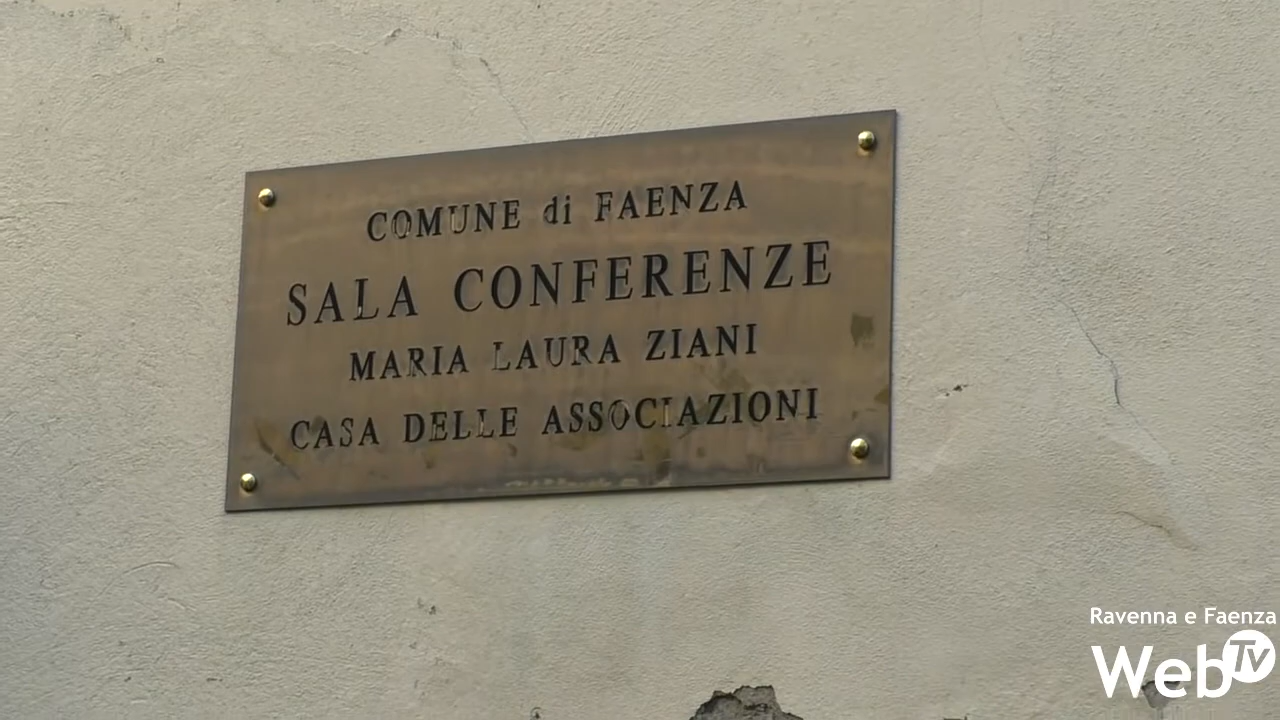 COMUNE di FAENZA
SALA CONFERENZE
MARIA LAURA ZIANI
CASA DELLE ASSOCIAZIONI
Ravenna e Faenza
WebTv